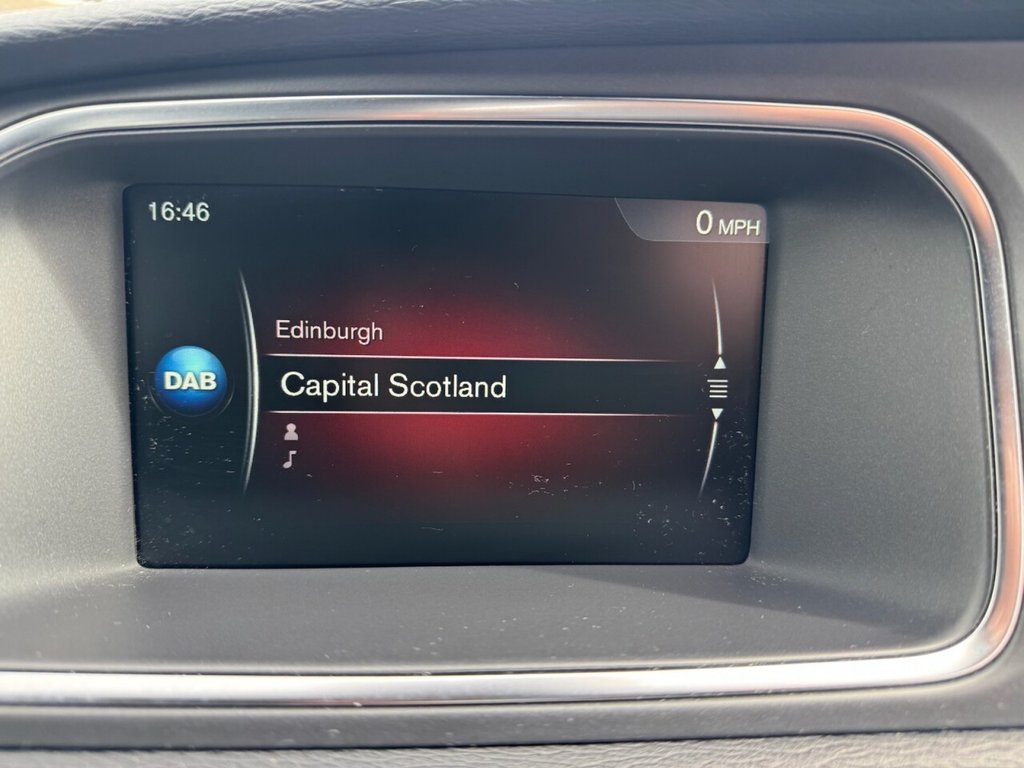 16:46
0 MPH
Edinburgh
DAB
Capital Scotland